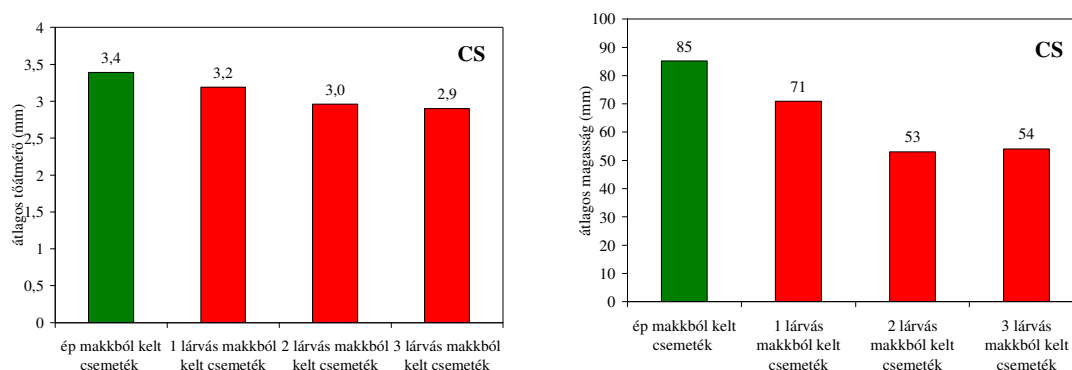 átlagos tőátmérő (mm)
4
3,5
3
2,5
2
1,5
1
0,5
0
CS
3,4
3,2
3,0
2,9
ép makkból kelt
csemeték
1 lárvás makkból
kelt csemeték
2 lárvás makkból
kelt csemeték
3 lárvás makkból
kelt csemeték
átlagos magasság (mm)
100
90
80
70
60
50
40
30
20
10
0
CS
85
71
53
54
ép makkból kelt
csemeték
1 lárvás
makkból kelt
csemeték
2 lárvás
makkból kelt
csemeték
3 lárvás
makkból kelt
csemeték